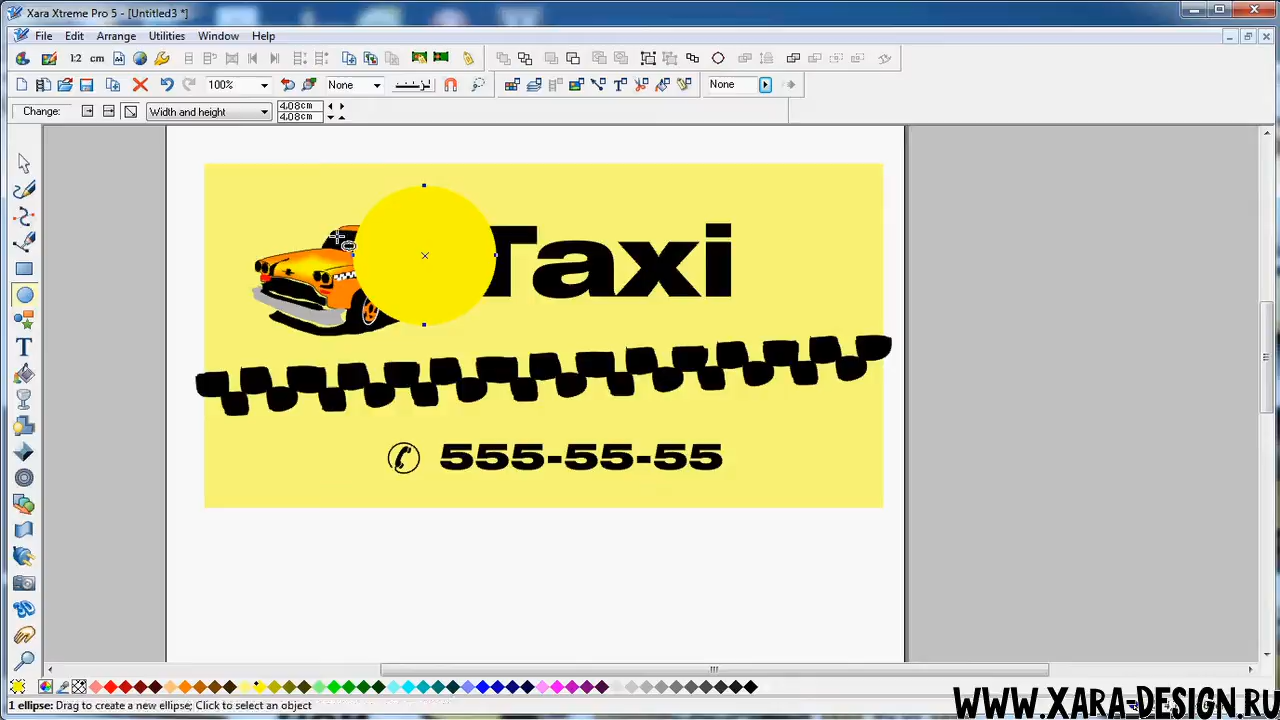 Xara Xtreme Pro 5 - [Untitled3 *]
File Edit Arrange Utilities Window Help
1:2 cm
100% None None
Change: Width and height 4.08cm
4.08cm
Taxi
555-55-55
T
3D
1 ellipse: Drag to create a new ellipse; Click to select an object
WWW.XARA-DESIGN.RU